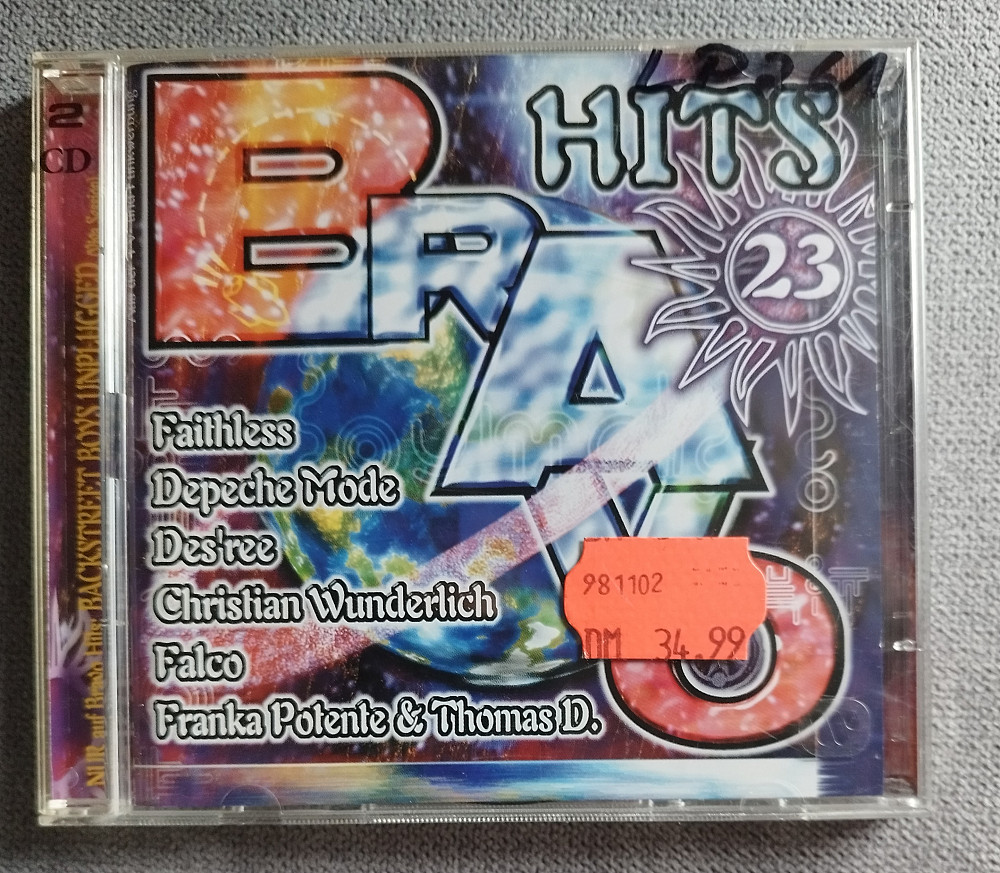 2
CD
NUR auf Bravo Hits: BACKSTREET BOYS UNPLUGGED
BRAVO
HITS
23
Faithless
Depeche Mode
Des'ree
Christian Wunderlich
Falco
Franka Potente & Thomas D.
981102
DM 34.99